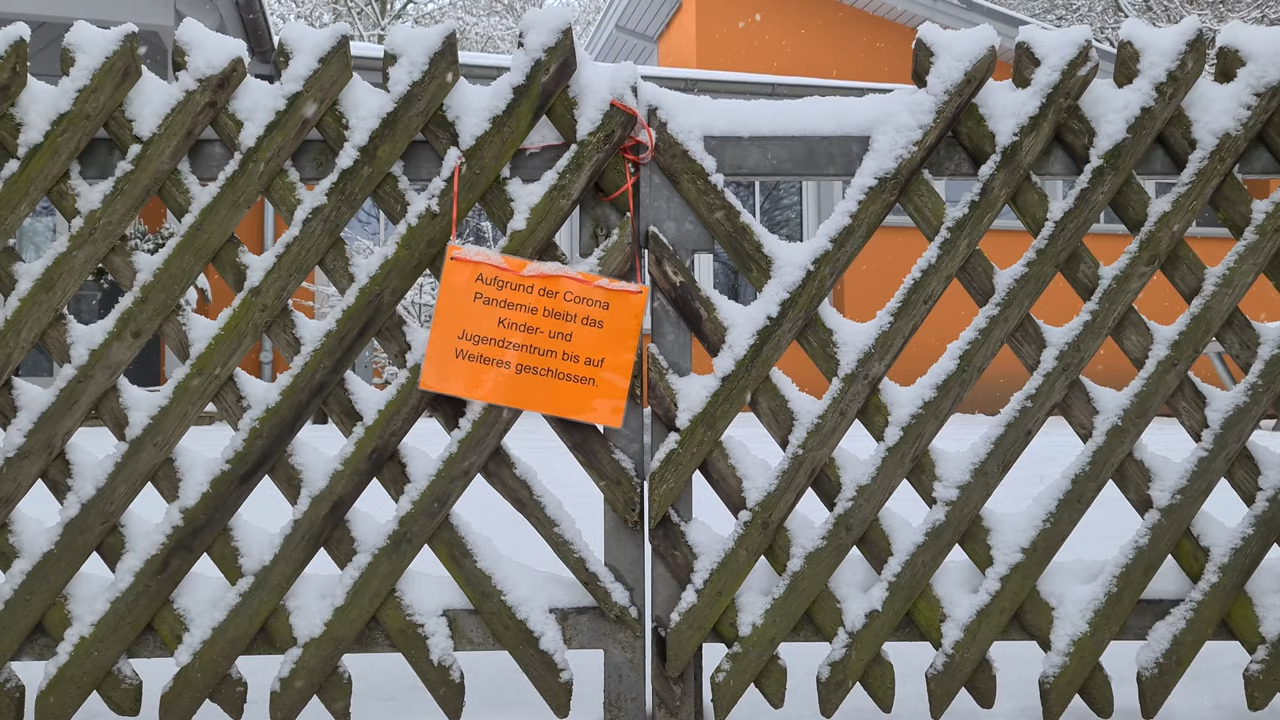 Aufgrund der Corona
Pandemie bleibt das
Kinder- und
Jugendzentrum bis auf
Weiteres geschlossen.